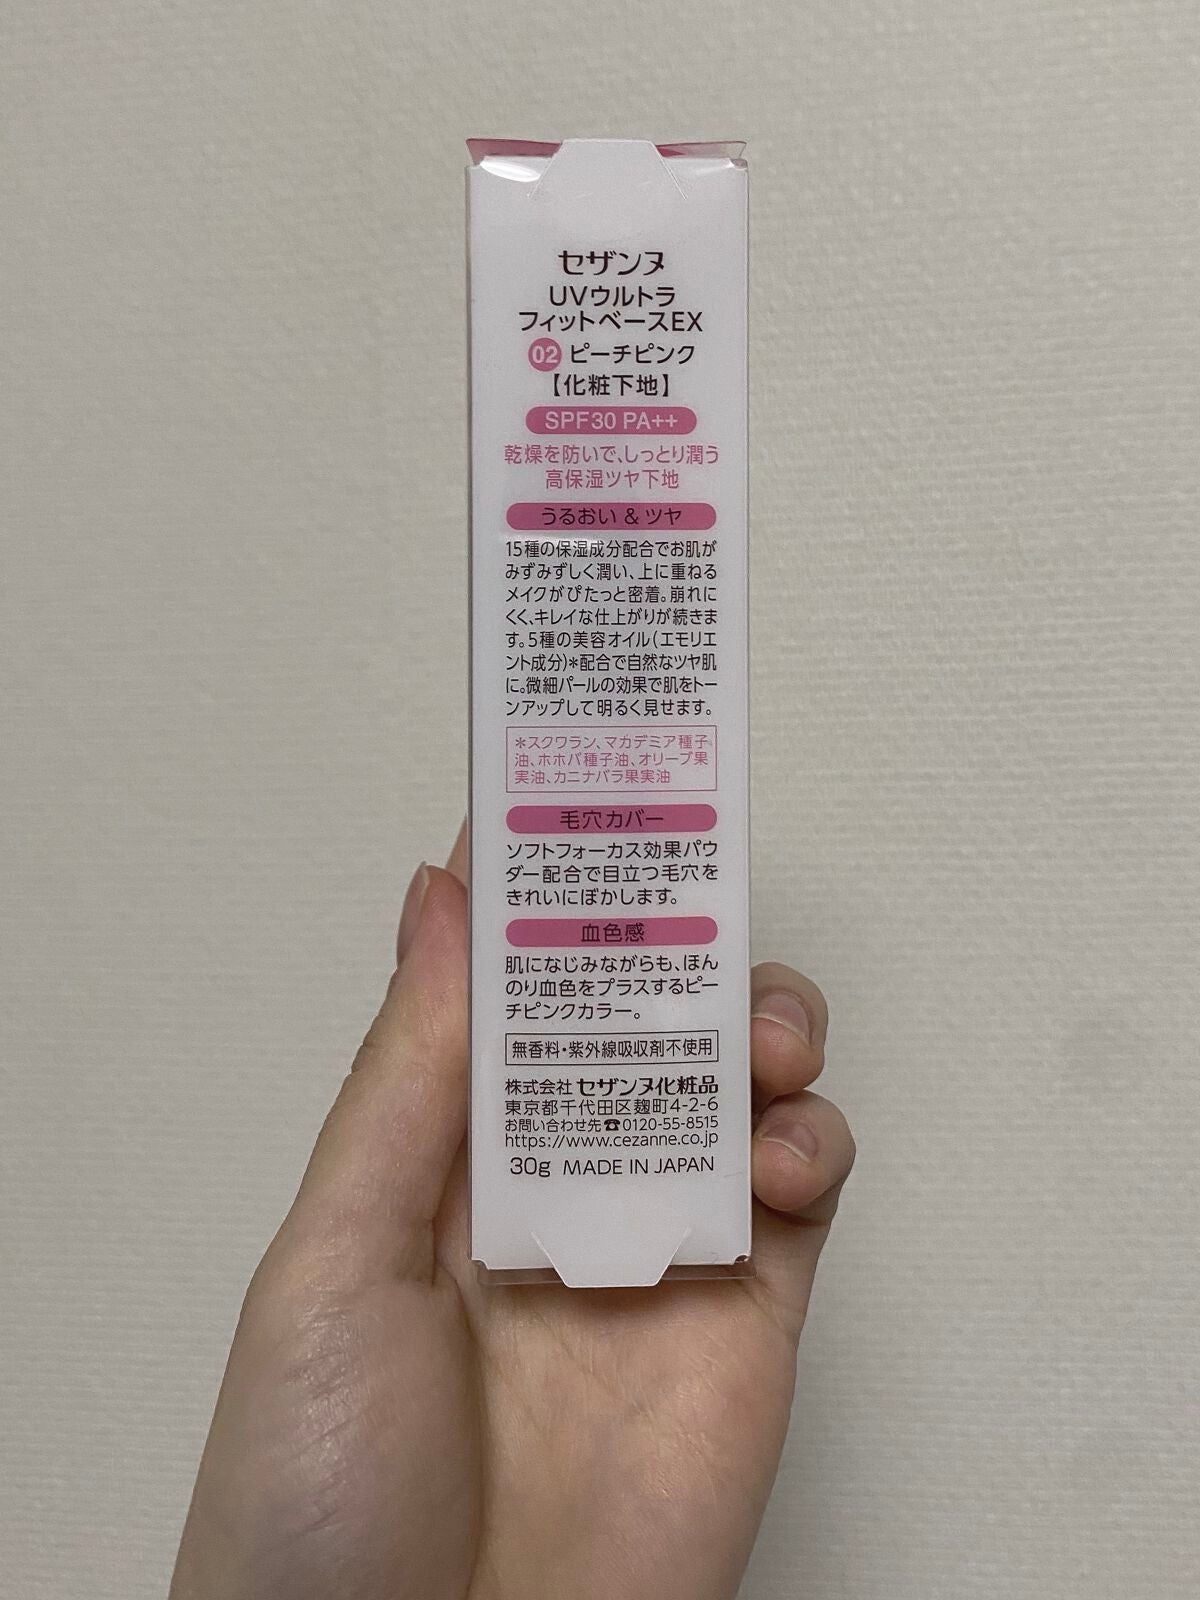 セザンヌ
UVウルトラ
フィットベースEX
02 ピーチピンク
【化粧下地】
SPF30 PA++
乾燥を防いで、しっとり潤う
高保湿ツヤ下地
うるおい & ツヤ
15種の保湿成分配合でお肌が
みずみずしく潤い、上に重ねる
メイクがぴたっと密着。崩れに
くく、キレイな仕上がりが続きま
す。5種の美容オイル(エモリエ
ント成分)*配合で自然なツヤ肌
に。微細パールの効果で肌をトー
ンアップして明るく見せます。
*スクワラン、マカデミア種子
油、ホホバ種子油、オリーブ果
実油、カニナバラ果実油
毛穴カバー
ソフトフォーカス効果パウ
ダー配合で目立つ毛穴を
きれいにぼかします。
血色感
肌になじみながらも、ほん
のり血色をプラスするピー
チピンクカラー。
無香料・紫外線吸収剤不使用
株式会社 セザンヌ化粧品
東京都千代田区麹町4-2-6
お問い合わせ先☎0120-55-8515
https://www.cezanne.co.jp
30g MADE IN JAPAN